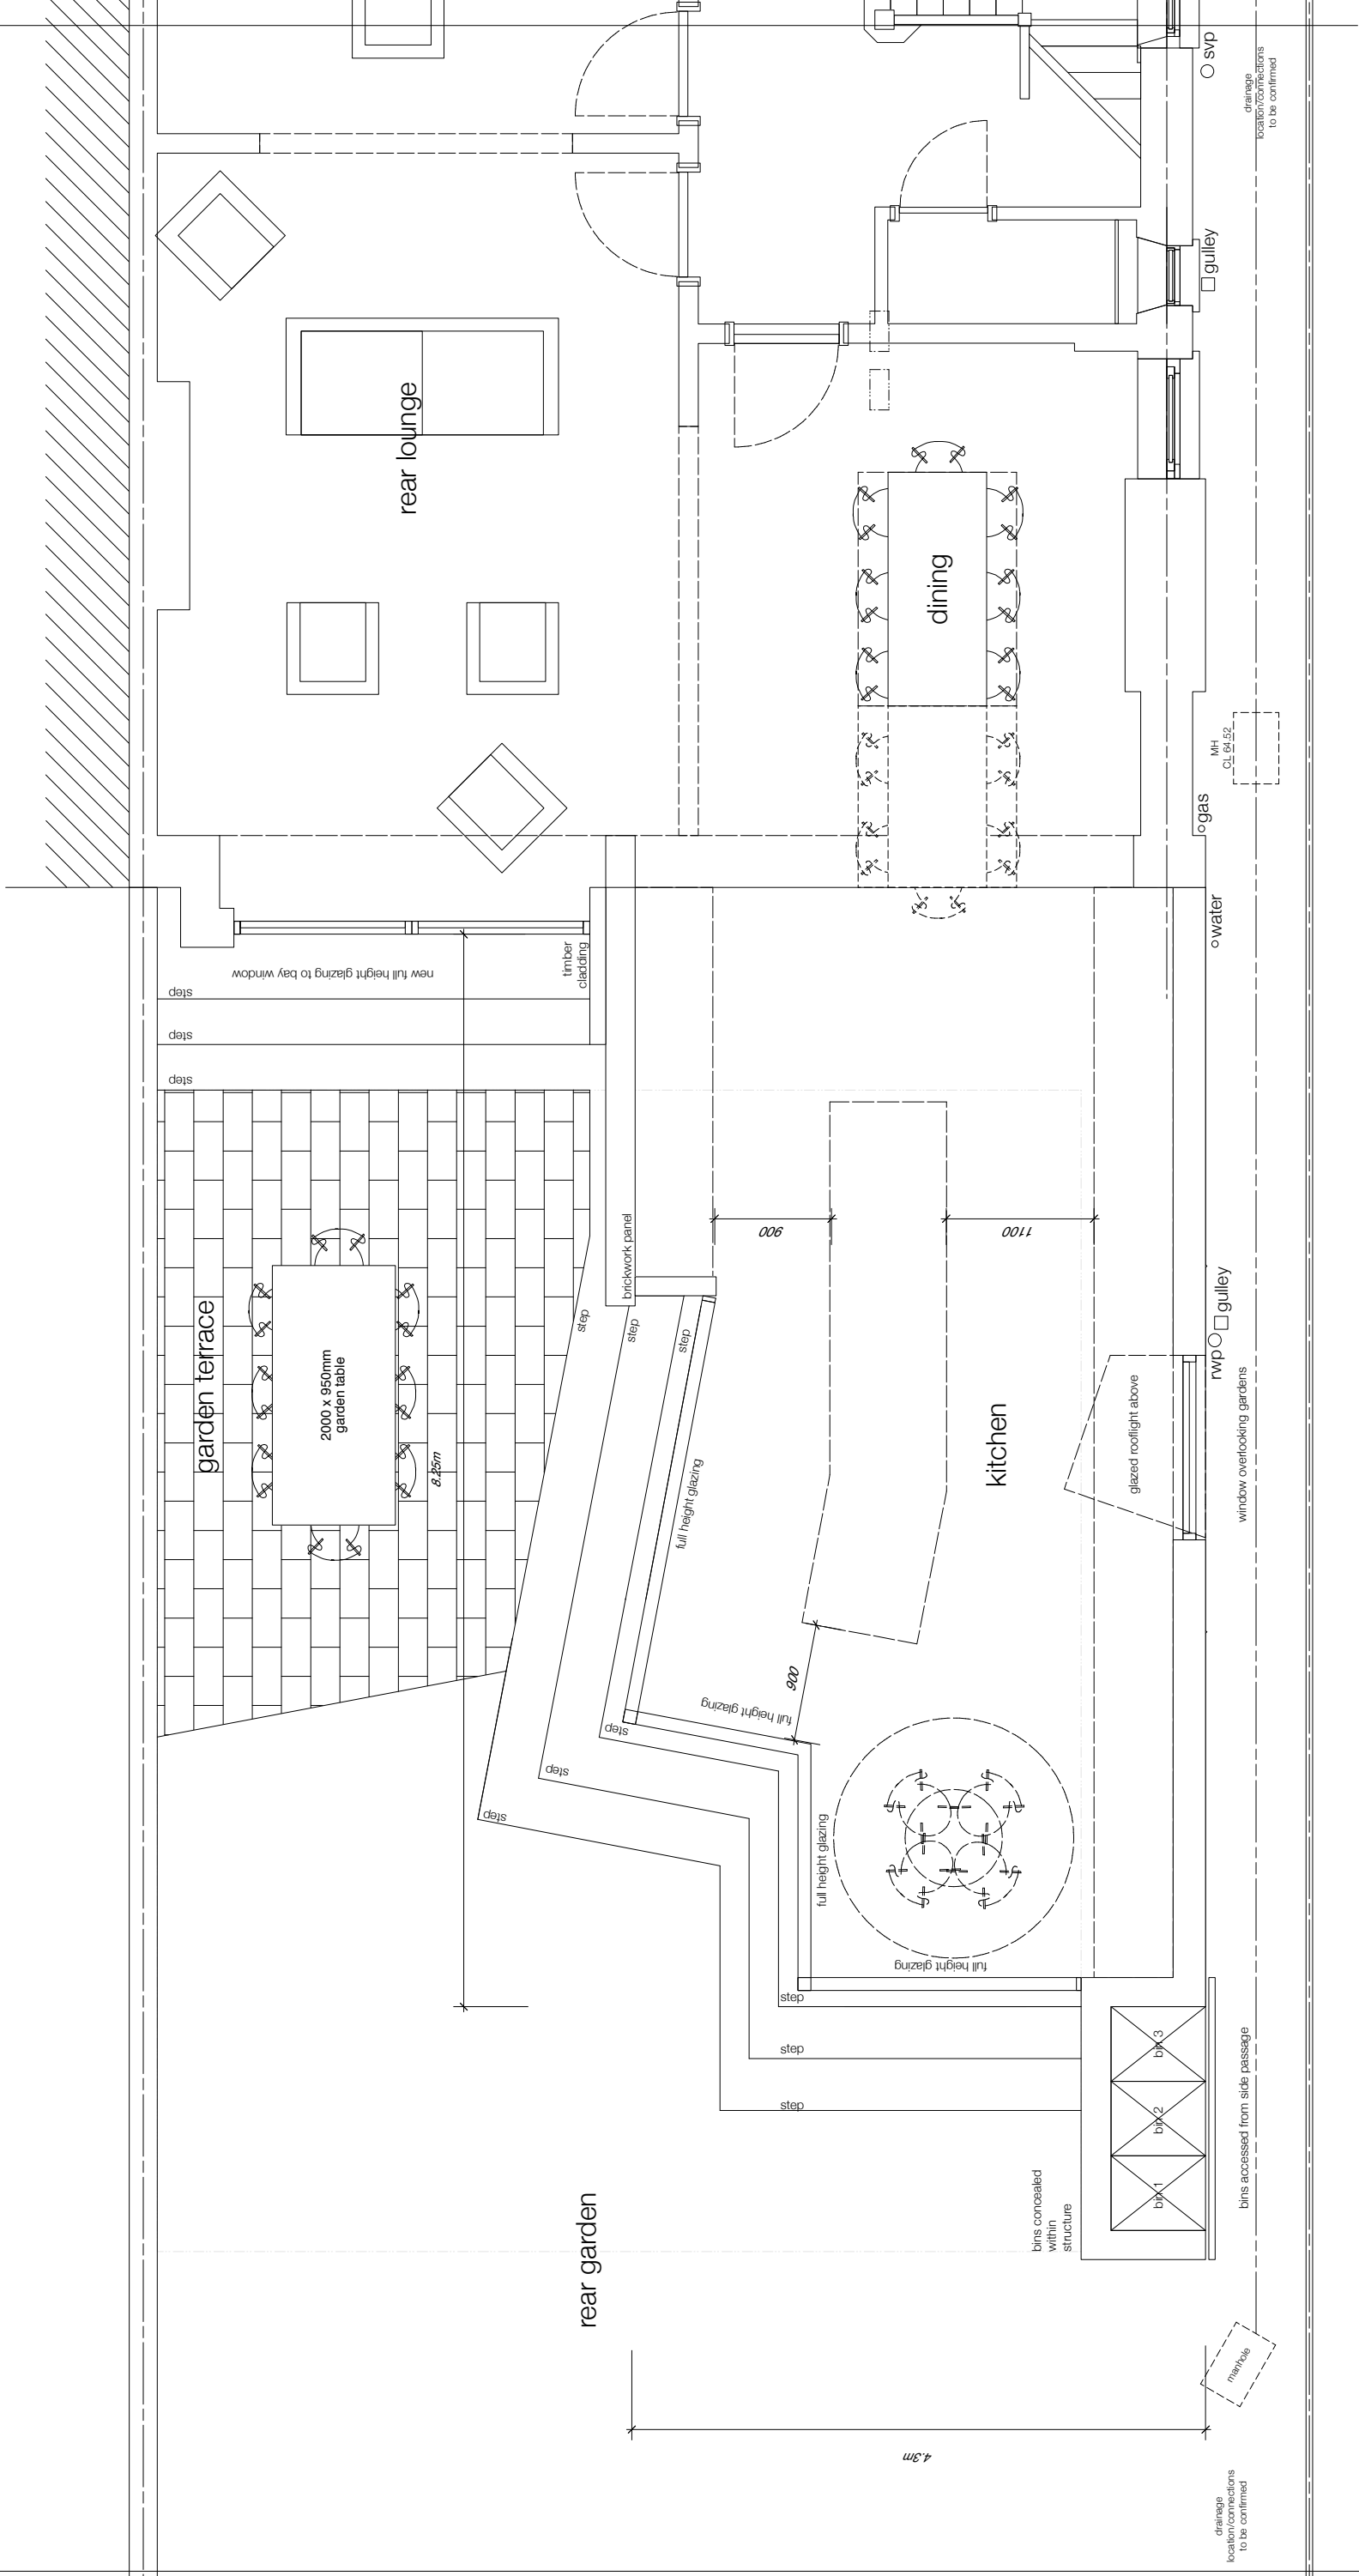 svp
drainage
location/connections
to be confirmed
gulley
rear lounge
dining
MH
CL 64.52
gas
water
new full height glazing to bay window
timber
cladding
step
step
step
brickwork panel
900
1100
garden terrace
2000 x 950mm
garden table
8.25m
step
step
step
full height glazing
kitchen
glazed rooflight above
rwp
gulley
window overlooking gardens
900
full height glazing
step
step
step
full height glazing
full height glazing
step
step
step
bin 3
bin 2
bin 1
bins accessed from side passage
bins concealed
within
structure
rear garden
manhole
4.3m
drainage
location/connections
to be confirmed